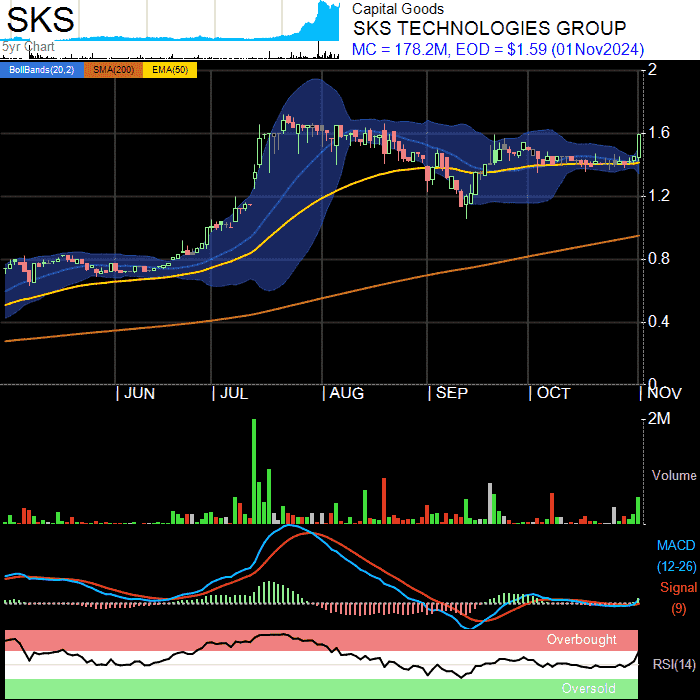 SKS
5yr Chart
Capital Goods
SKS TECHNOLOGIES GROUP
MC = 178.2M, EOD = $1.59 (01Nov2024)
BollBands(20,2) SMA(200) EMA(50)
2
1.6
1.2
0.8
0.4
0
JUN JUL AUG SEP OCT NOV
2M
Volume
MACD
(12-26)
Signal
(9)
Overbought
RSI(14)
Oversold